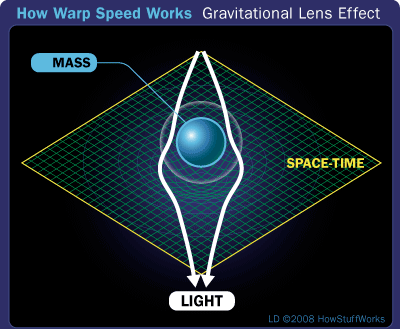 How Warp Speed Works Gravitational Lens Effect
MASS
SPACE-TIME
LIGHT
LD ©2008 HowStuffWorks